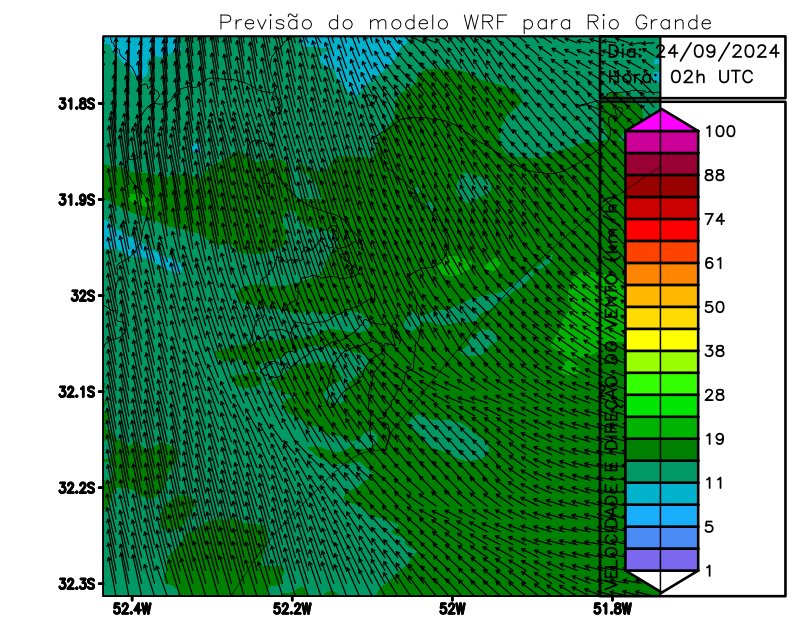 Previsão do modelo WRF para Rio Grande
Dia: 24/09/2024
Hora: 02h UTC
31.8S
31.9S
32S
32.1S
32.2S
32.3S
52.4W
52.2W
52W
51.8W
VELOCIDADE E DIREÇÃO DO VENTO (km/h)
100
88
74
61
50
38
28
19
11
5
1